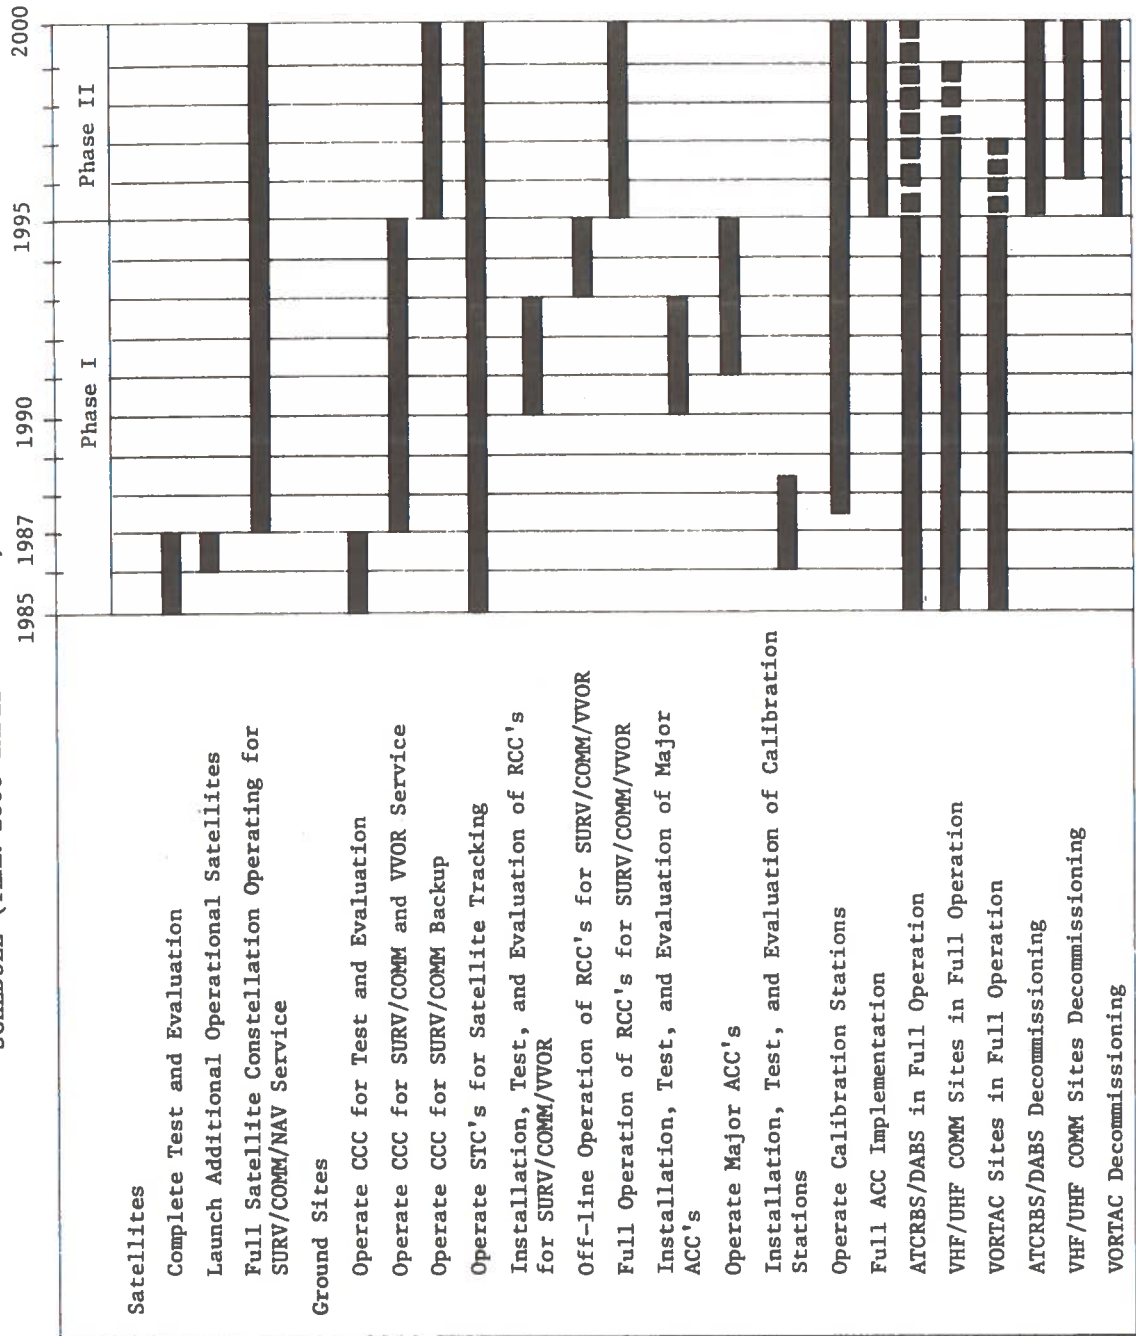 1985 1987 1990 1995 2000
Phase I Phase II
Satellites
Complete Test and Evaluation
Launch Additional Operational Satellites
Full Satellite Constellation Operating for
SURV/COMM/NAV Service
Ground Sites
Operate CCC for Test and Evaluation
Operate CCC for SURV/COMM and VVOR Service
Operate CCC for SURV/COMM Backup
Operate STC's for Satellite Tracking
Installation, Test, and Evaluation of RCC's
for SURV/COMM/VVOR
Off-line Operation of RCC's for SURV/COMM/VVOR
Full Operation of RCC's for SURV/COMM/VVOR
Installation, Test, and Evaluation of Major
ACC's
Operate Major ACC's
Installation, Test, and Evaluation of Calibration
Stations
Operate Calibration Stations
Full ACC Implementation
ATCRBS/DABS in Full Operation
VHF/UHF COMM Sites in Full Operation
VORTAC Sites in Full Operation
ATCRBS/DABS Decommissioning
VHF/UHF COMM Sites Decommissioning
VORTAC Decommissioning